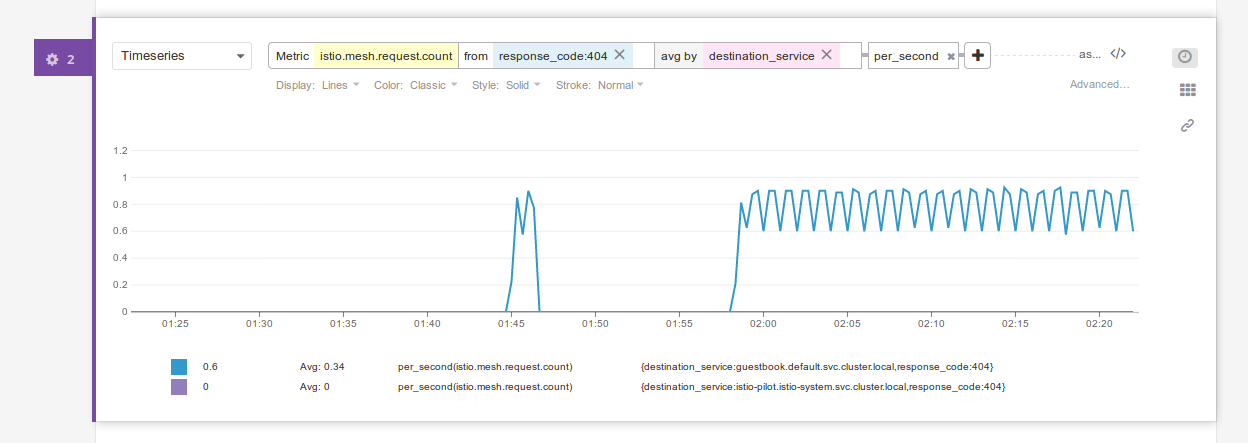 2
Timeseries Metric istio.mesh.request.count from response_code:404 avg by destination_service per_second as...
Display: Lines Color: Classic Style: Solid Stroke: Normal Advanced...
1.2
1
0.8
0.6
0.4
0.2
0
01:25 01:30 01:35 01:40 01:45 01:50 01:55 02:00 02:05 02:10 02:15 02:20
0.6 Avg: 0.34 per_second(istio.mesh.request.count) {destination_service:guestbook.default.svc.cluster.local,response_code:404}
0 Avg: 0 per_second(istio.mesh.request.count) {destination_service:istio-pilot.istio-system.svc.cluster.local,response_code:404}